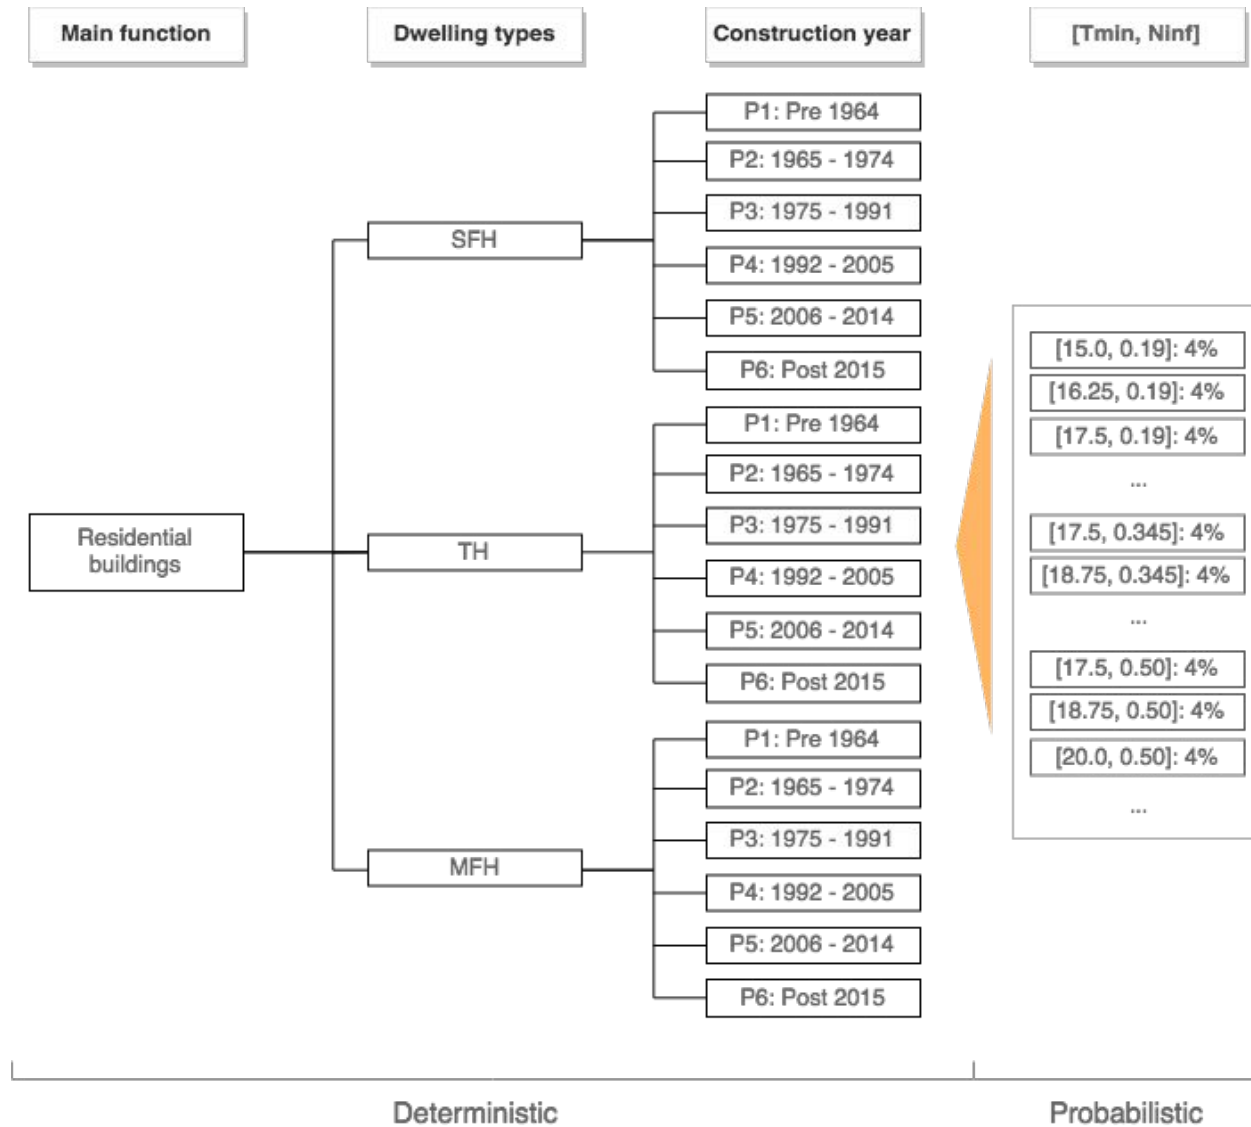 Main function
Dwelling types
Construction year
[Tmin, Ninf]
Residential
buildings
SFH
P1: Pre 1964
P2: 1965 - 1974
P3: 1975 - 1991
P4: 1992 - 2005
P5: 2006 - 2014
P6: Post 2015
TH
P1: Pre 1964
P2: 1965 - 1974
P3: 1975 - 1991
P4: 1992 - 2005
P5: 2006 - 2014
P6: Post 2015
MFH
P1: Pre 1964
P2: 1965 - 1974
P3: 1975 - 1991
P4: 1992 - 2005
P5: 2006 - 2014
P6: Post 2015
[15.0, 0.19]: 4%
[16.25, 0.19]: 4%
[17.5, 0.19]: 4%
...
[17.5, 0.345]: 4%
[18.75, 0.345]: 4%
...
[17.5, 0.50]: 4%
[18.75, 0.50]: 4%
[20.0, 0.50]: 4%
...
Deterministic
Probabilistic